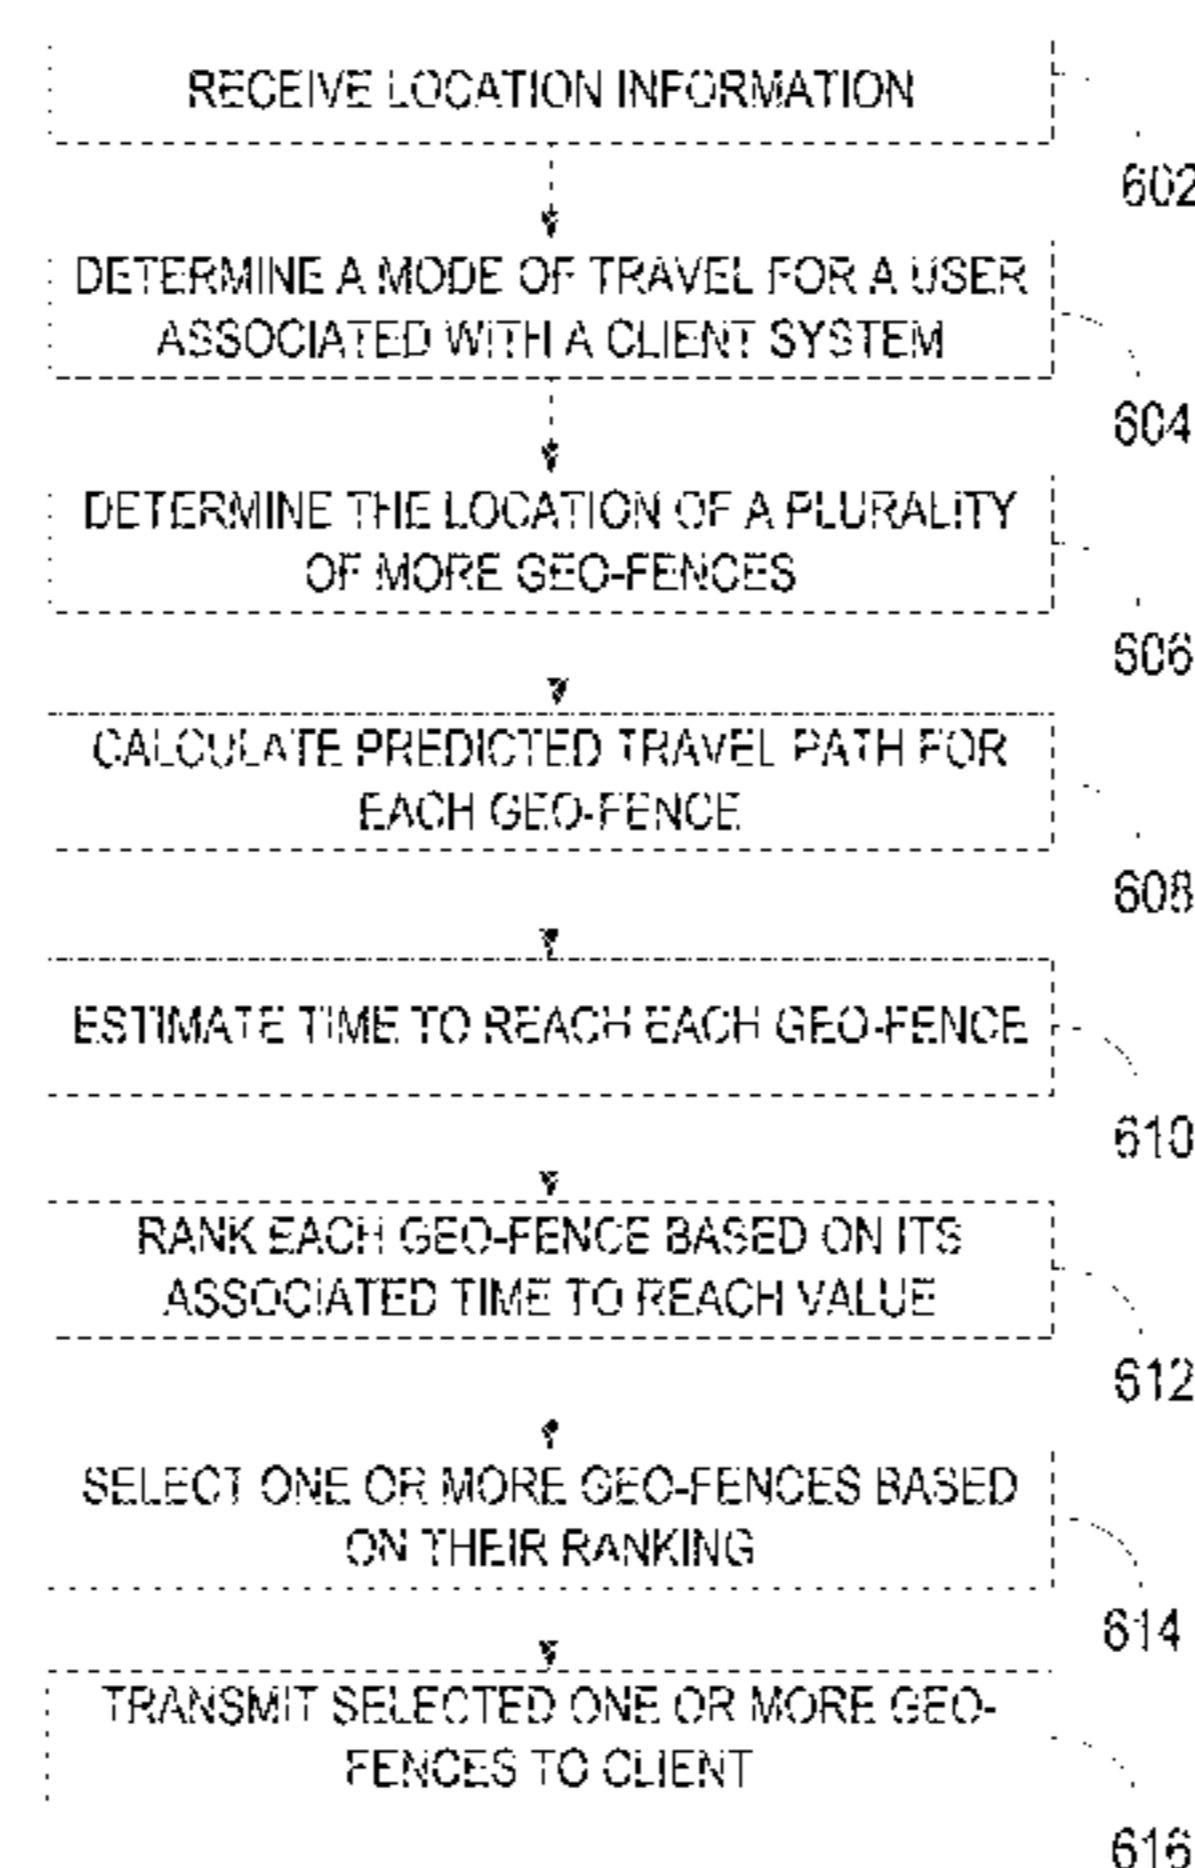 RECEIVE LOCATION INFORMATION
602
DETERMINE A MODE OF TRAVEL FOR A USER
ASSOCIATED WITH A CLIENT SYSTEM
604
DETERMINE THE LOCATION OF A PLURALITY
OF MORE GEO-FENCES
606
CALCULATE PREDICTED TRAVEL PATH FOR
EACH GEO-FENCE
608
ESTIMATE TIME TO REACH EACH GEO-FENCE
610
RANK EACH GEO-FENCE BASED ON ITS
ASSOCIATED TIME TO REACH VALUE
612
SELECT ONE OR MORE GEO-FENCES BASED
ON THEIR RANKING
614
TRANSMIT SELECTED ONE OR MORE GEO-
FENCES TO CLIENT
616